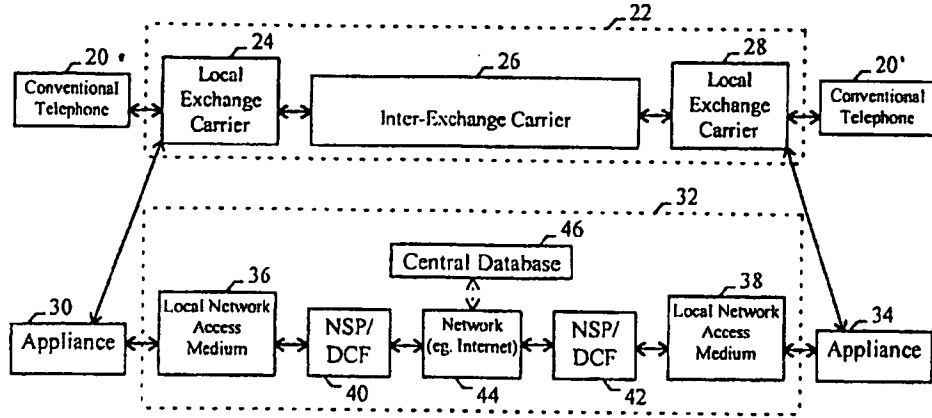 22
20
24
26
28
20'
Conventional
Telephone
Local
Exchange
Carrier
Inter-Exchange Carrier
Local
Exchange
Carrier
Conventional
Telephone
32
46
Central Database
30
Appliance
36
Local Network
Access
Medium
NSP/
DCF
40
Network
(eg. Internet)
44
NSP/
DCF
42
38
Local Network
Access
Medium
34
Appliance